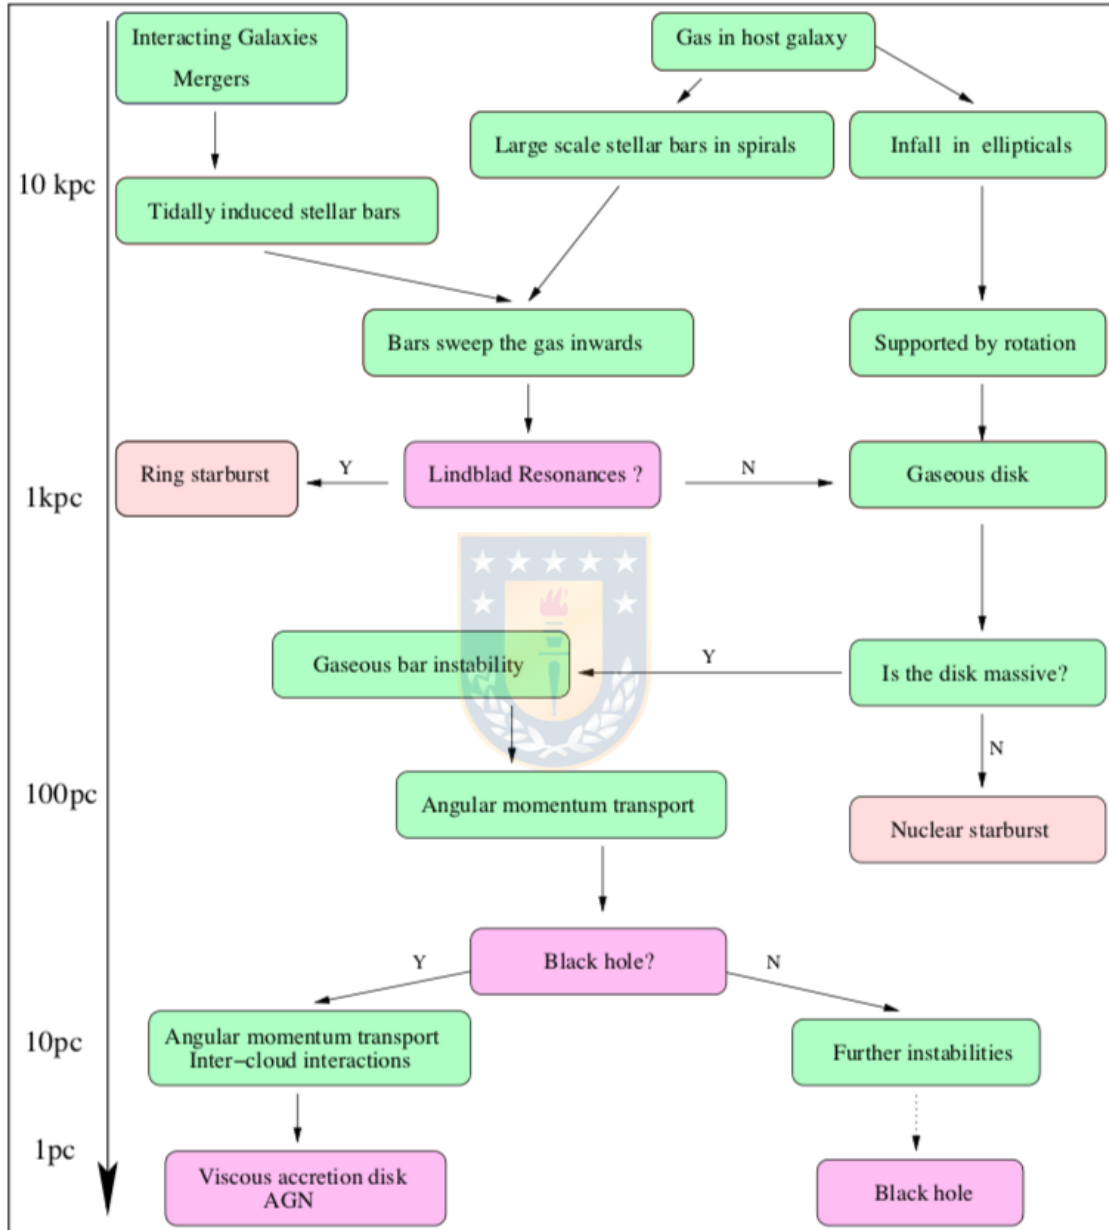 Interacting Galaxies
Mergers
Gas in host galaxy
Large scale stellar bars in spirals
Infall in ellipticals
10 kpc
Tidally induced stellar bars
Bars sweep the gas inwards
Supported by rotation
Ring starburst
Y
Lindblad Resonances ?
N
Gaseous disk
1kpc
Gaseous bar instability
Y
Is the disk massive?
N
100pc
Angular momentum transport
Nuclear starburst
Black hole?
Y
N
10pc
Angular momentum transport
Inter−cloud interactions
Further instabilities
1pc
Viscous accretion disk
AGN
Black hole